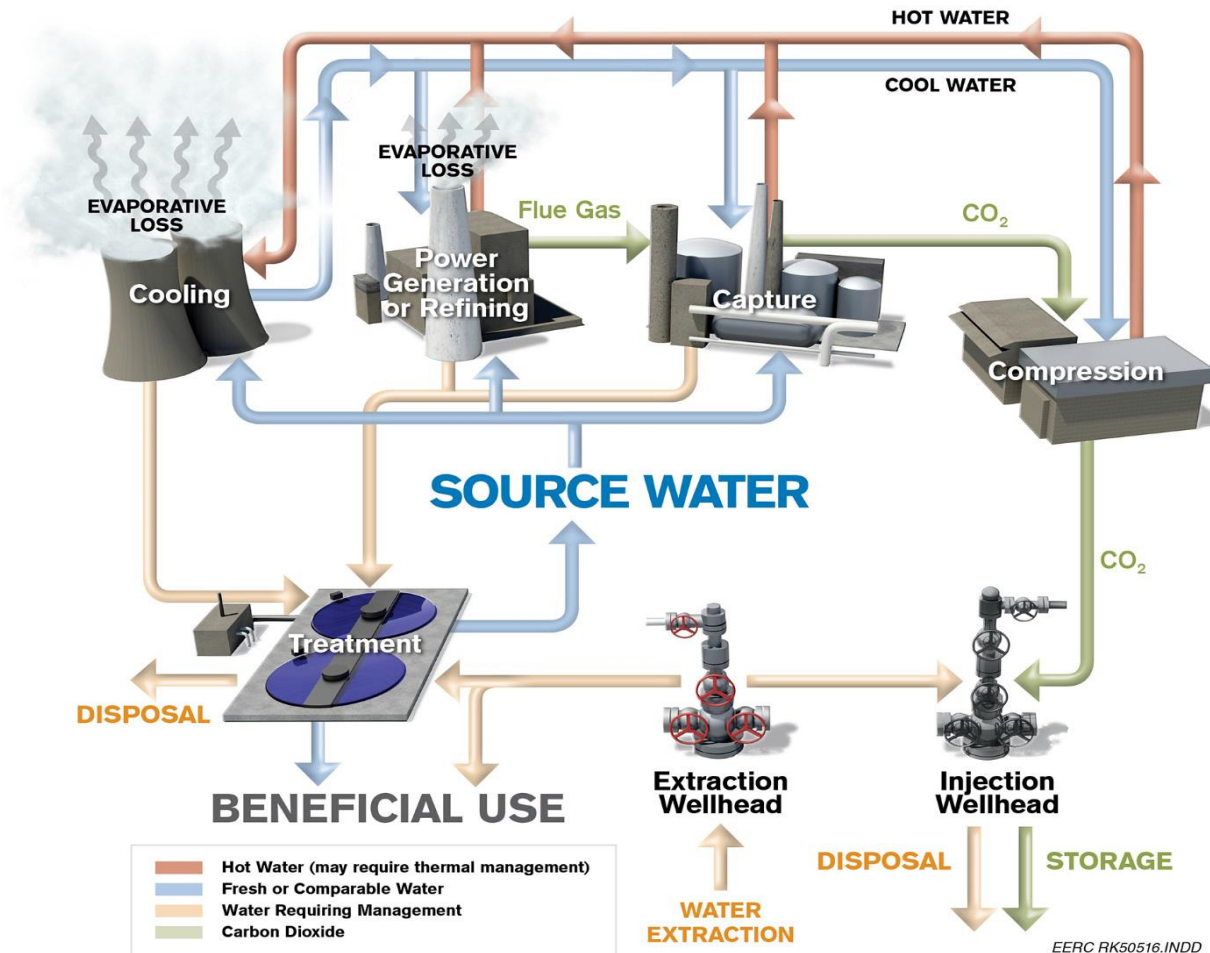 HOT WATER
COOL WATER
EVAPORATIVE
LOSS
EVAPORATIVE
LOSS
Flue Gas
CO₂
Cooling
Power
Generation
or Refining
Capture
Compression
SOURCE WATER
CO₂
Treatment
DISPOSAL
BENEFICIAL USE
Extraction
Wellhead
Injection
Wellhead
WATER
EXTRACTION
DISPOSAL
STORAGE
Hot Water (may require thermal management)
Fresh or Comparable Water
Water Requiring Management
Carbon Dioxide
EERC RK50516.INDD